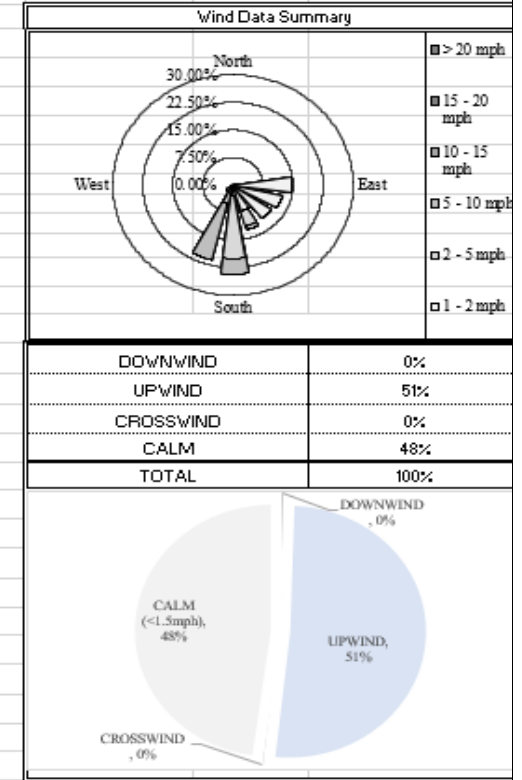 Wind Data Summary
North
30.00%
22.50%
15.00%
7.50%
0.00%
West
East
South
> 20 mph
15 - 20
mph
10 - 15
mph
5 - 10 mph
2 - 5 mph
1 - 2 mph
DOWNWIND 0%
UPWIND 51%
CROSSWIND 0%
CALM 48%
TOTAL 100%
DOWNWIND
, 0%
CALM
(<1.5mph),
48%
UPWIND,
51%
CROSSWIND
, 0%